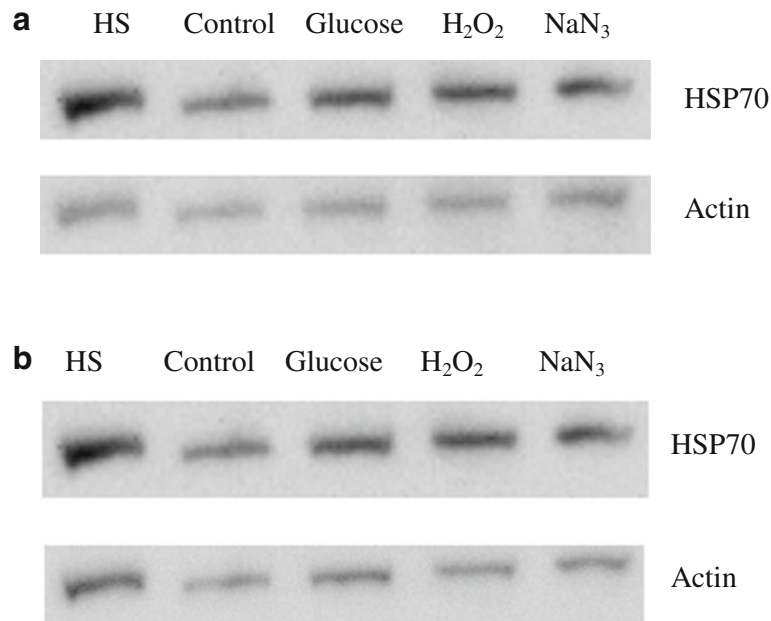 a HS Control Glucose H₂O₂ NaN₃
HSP70
Actin
b HS Control Glucose H₂O₂ NaN₃
HSP70
Actin